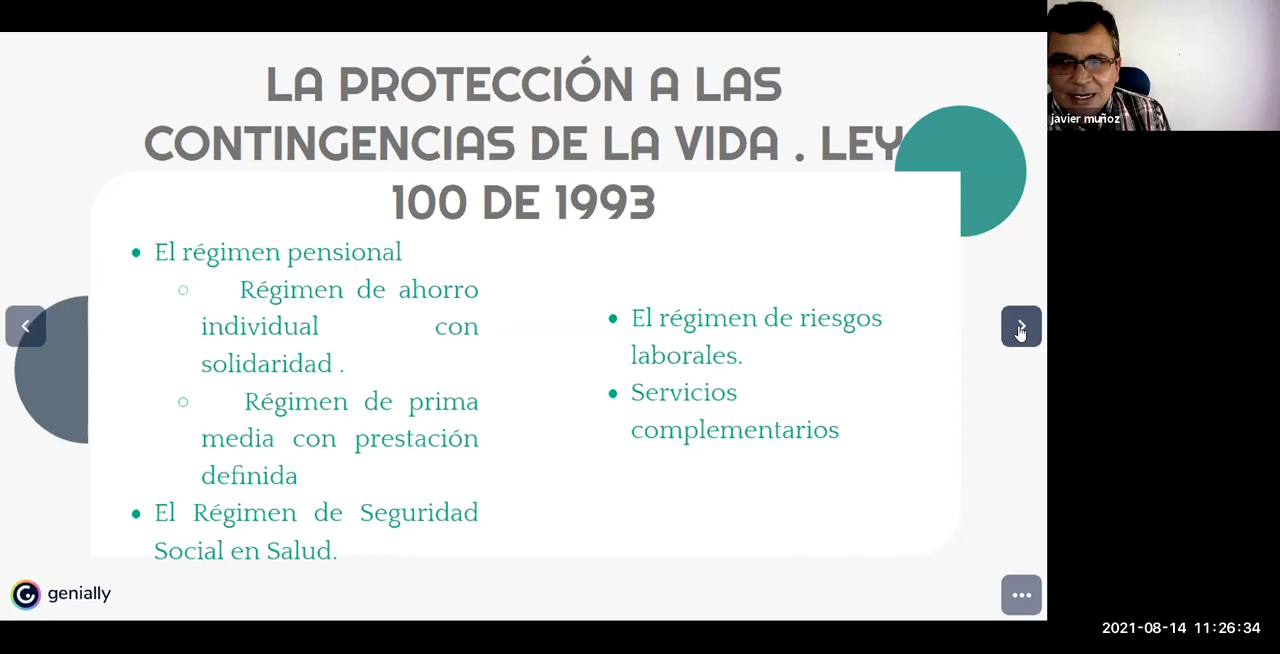 LA PROTECCIÓN A LAS
CONTINGENCIAS DE LA VIDA . LEY
100 DE 1993
El régimen pensional
Régimen de ahorro
individual con
solidaridad .
Régimen de prima
media con prestación
definida
El Régimen de Seguridad
Social en Salud.
El régimen de riesgos
laborales.
Servicios
complementarios
genially
javier muñoz
2021-08-14 11:26:34